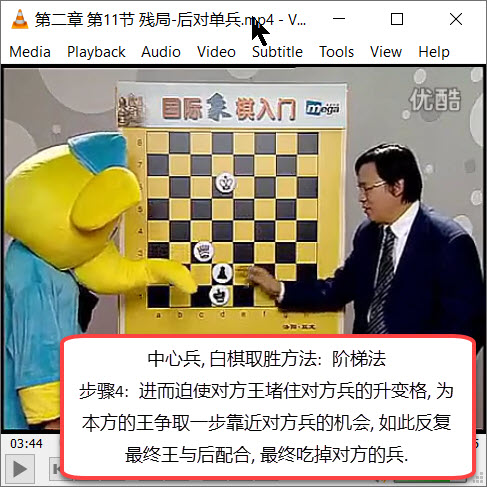 第二章 第11节 残局-后对单兵.mp4 - V...
Media Playback Audio Video Subtitle Tools View Help
优酷
国际象棋入门
mega
8
7
a b c d e f g h
中心兵, 白棋取胜方法: 阶梯法
步骤4: 进而迫使对方王堵住对方兵的升变格, 为
本方的王争取一步靠近对方兵的机会, 如此反复
最终王与后配合, 最终吃掉对方的兵.
03:44